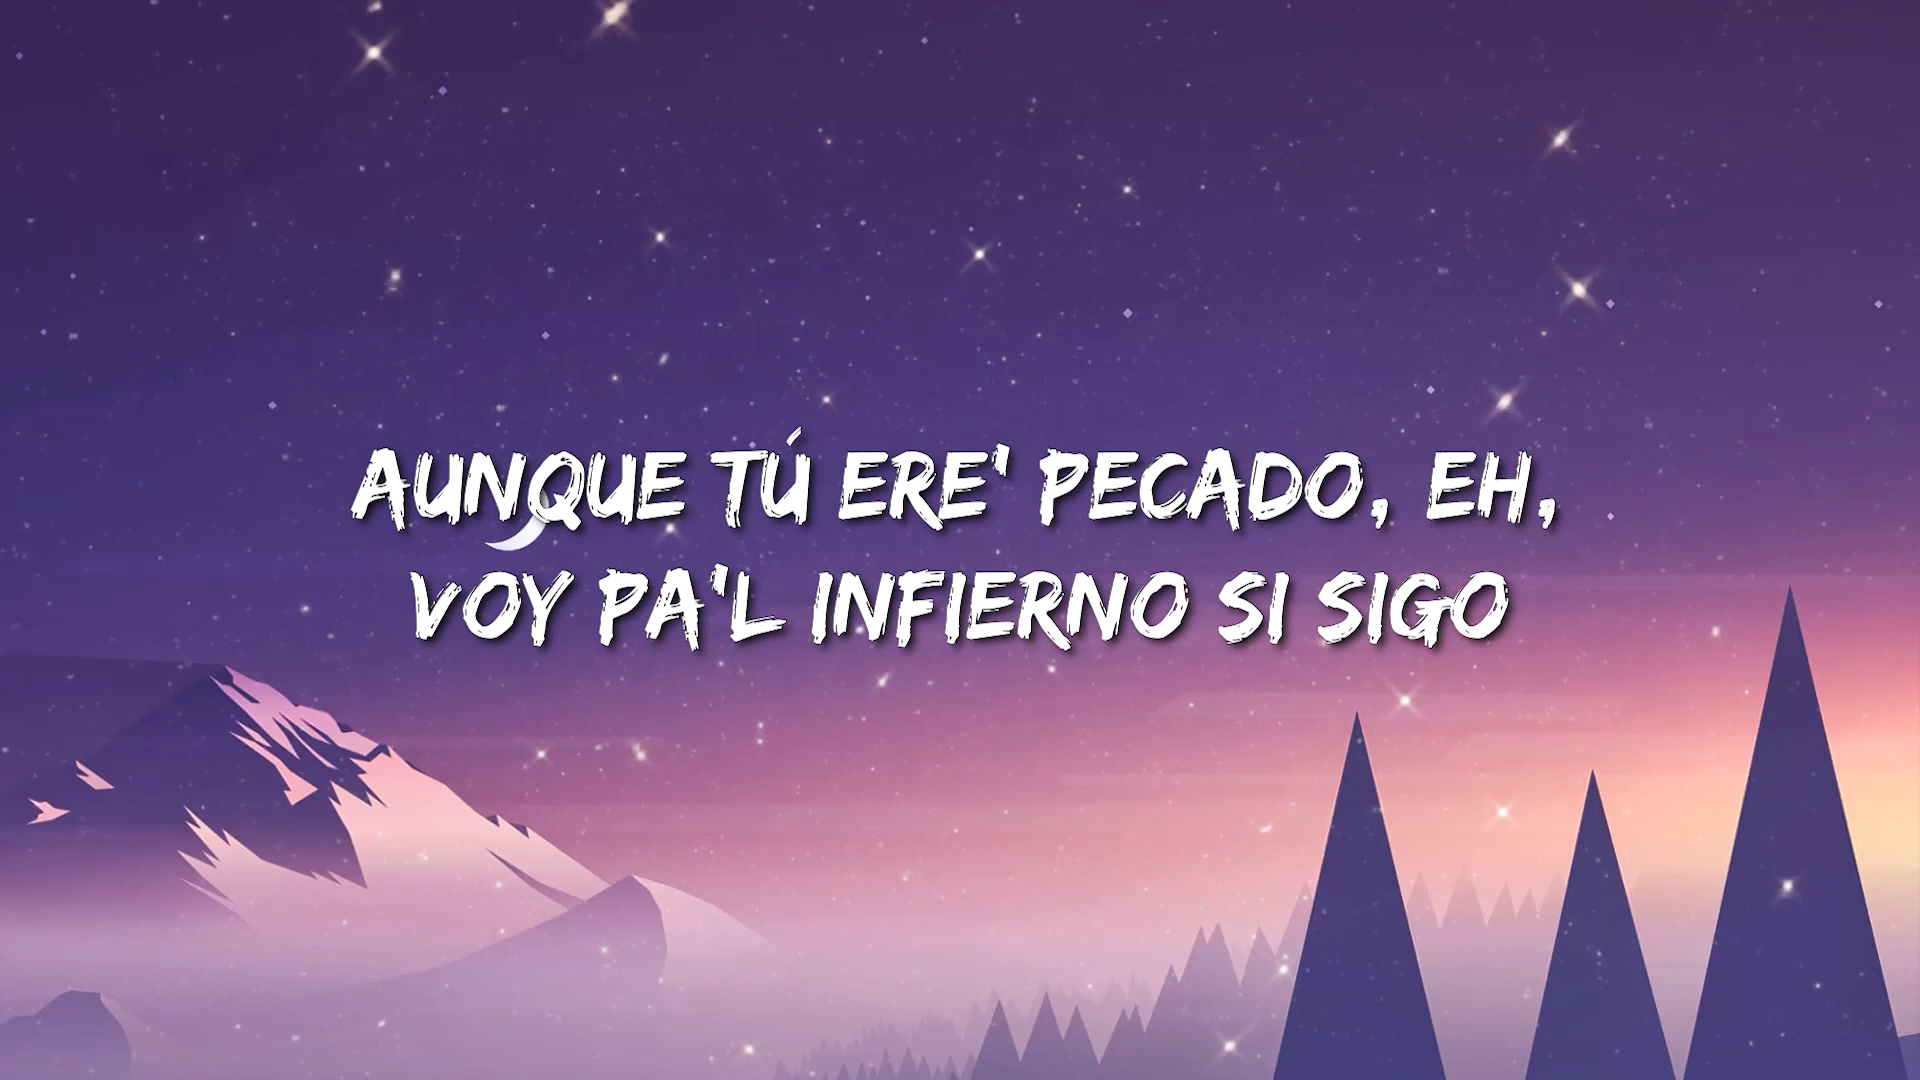 AUNQUE TÚ ERE' PECADO, EH,
VOY PA'L INFIERNO SI SIGO